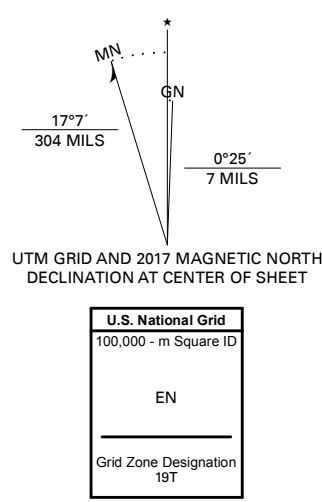 MN
GN
17°7´
304 MILS
0°25´
7 MILS
UTM GRID AND 2017 MAGNETIC NORTH
DECLINATION AT CENTER OF SHEET
U.S. National Grid
100,000 - m Square ID
EN
Grid Zone Designation
19T